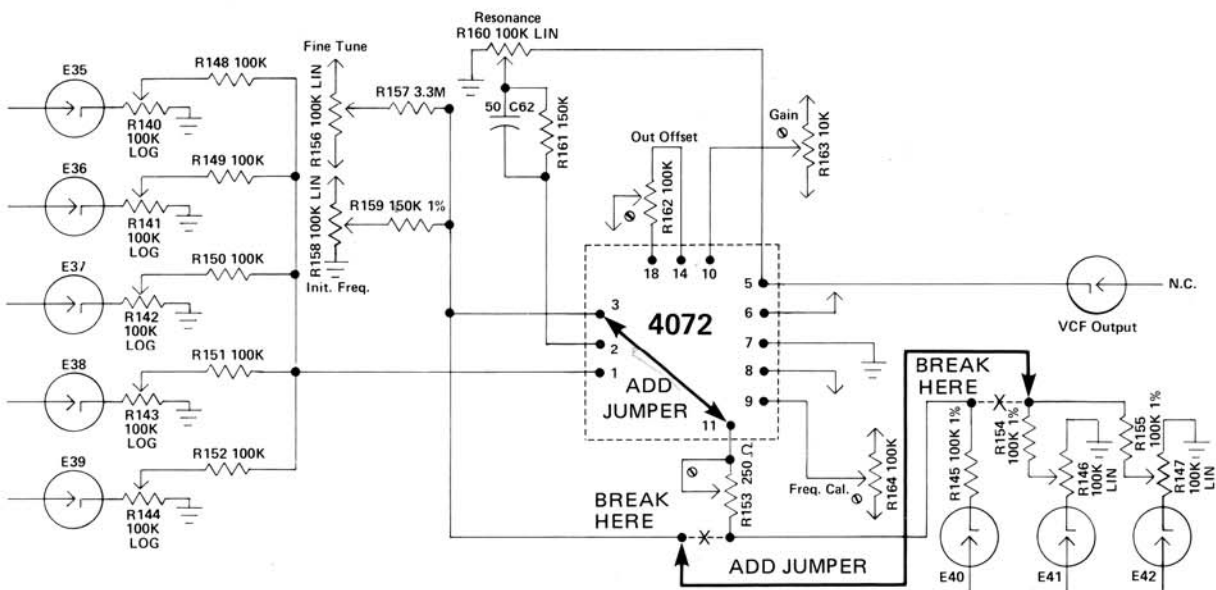 Resonance
R160 100K LIN
Fine Tune
E35
R148 100K
R140
100K
LOG
R156 100K LIN
R157 3.3M
50 C62
R161 150K
Gain
R163 10K
Out Offset
R162 100K
E36
R149 100K
R141
100K
LOG
R158 100K LIN
R159 150K 1%
Init. Freq.
E37
R150 100K
R142
100K
LOG
E38
R151 100K
R143
100K
LOG
E39
R152 100K
R144
100K
LOG
18 14 10
3
2
1
4072
5
6
7
8
9
11
ADD
JUMPER
N.C.
VCF Output
BREAK
HERE
R153 250 Ω
Freq. Cal.
R164 100K
BREAK
HERE
X
ADD JUMPER
X
R145 100K 1%
R154
100K 1%
R146
100K
LIN
R155
100K 1%
R147
100K
LIN
E40
E41
E42